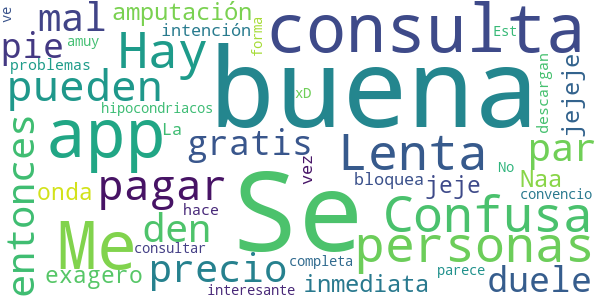 ve
mal
amputación
consulta
Est
pie
amuy
Hay
intención
forma
problemas
pueden
buena
xD
descargan
jejeje
hipocondriacos
entonces
app
La
gratis
Lenta
par
vez
onda
pagar
bloquea
jeje
No
Naa
convencio
Me
den
hace
Se
Confusa
consultar
personas
exagero
precio
completa
inmediata
parece
duele
interesante